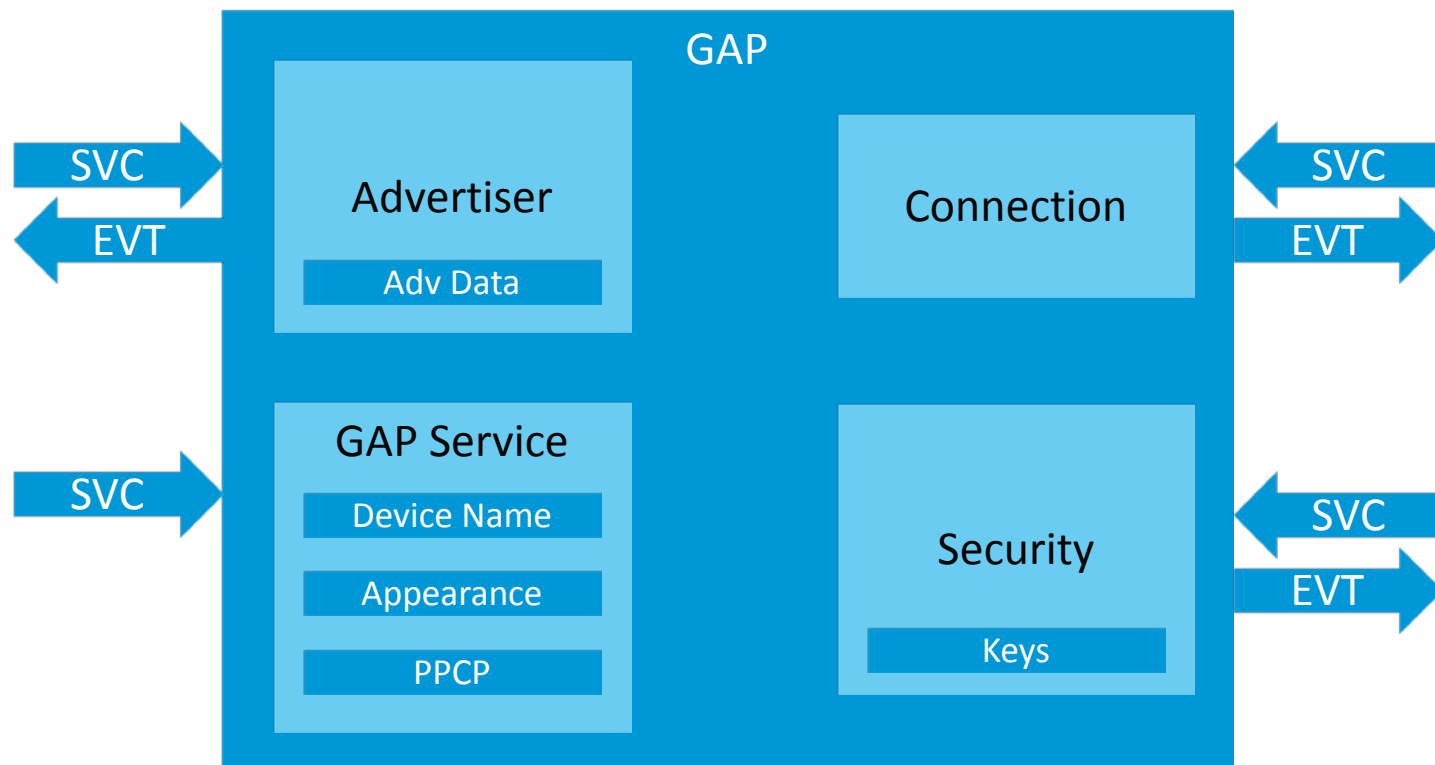 GAP
SVC
EVT
Advertiser
Adv Data
Connection
SVC
EVT
SVC
GAP Service
Device Name
Appearance
PPCP
Security
Keys
SVC
EVT